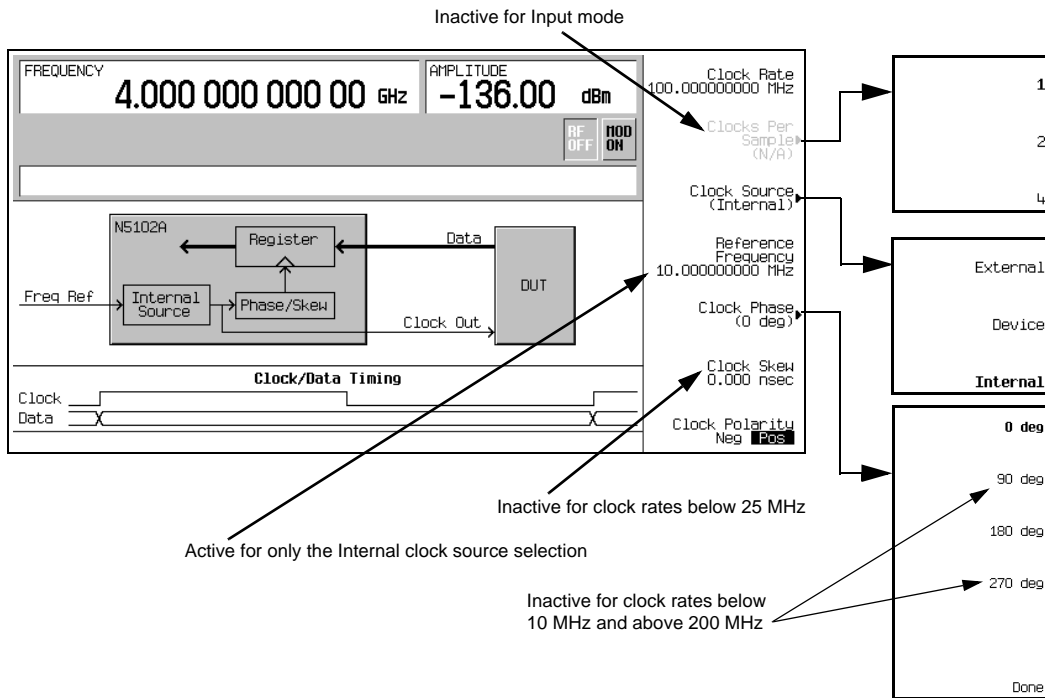 Inactive for Input mode
FREQUENCY
4.000 000 000 00 GHz
AMPLITUDE
-136.00 dBm
RF
OFF
MOD
ON
N5102A
Register
Data
DUT
Freq Ref
Internal
Source
Phase/Skew
Clock Out
Clock/Data Timing
Clock
Data
Clock Rate
100.000000000 MHz
Clocks Per
Sample
(N/A)
Clock Source
(Internal)
Reference
Frequency
10.000000000 MHz
Clock Phase
(0 deg)
Clock Skew
0.000 nsec
Clock Polarity
Neg Pos
1
2
4
External
Device
Internal
0 deg
90 deg
180 deg
270 deg
Done
Inactive for clock rates below 25 MHz
Active for only the Internal clock source selection
Inactive for clock rates below
10 MHz and above 200 MHz